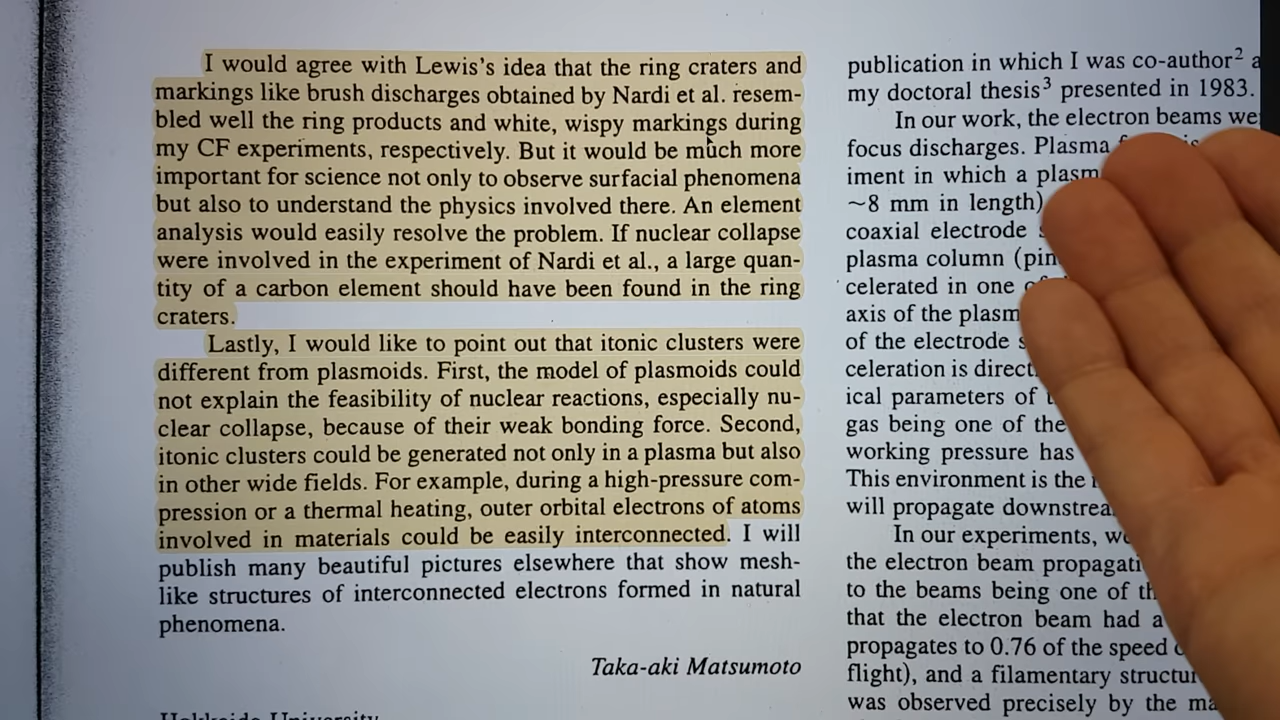 I would agree with Lewis's idea that the ring craters and
markings like brush discharges obtained by Nardi et al. resem-
bled well the ring products and white, wispy markings during
my CF experiments, respectively. But it would be much more
important for science not only to observe surfacial phenomena
but also to understand the physics involved there. An element
analysis would easily resolve the problem. If nuclear collapse
were involved in the experiment of Nardi et al., a large quan-
tity of a carbon element should have been found in the ring
craters.
Lastly, I would like to point out that itonic clusters were
different from plasmoids. First, the model of plasmoids could
not explain the feasibility of nuclear reactions, especially nu-
clear collapse, because of their weak bonding force. Second,
itonic clusters could be generated not only in a plasma but also
in other wide fields. For example, during a high-pressure com-
pression or a thermal heating, outer orbital electrons of atoms
involved in materials could be easily interconnected. I will
publish many beautiful pictures elsewhere that show mesh-
like structures of interconnected electrons formed in natural
phenomena.
Taka-aki Matsumoto
Hokkaido University
publication in which I was co-author² a
my doctoral thesis³ presented in 1983.
In our work, the electron beams we
focus discharges. Plasma
iment in which a plasm
~8 mm in length)
coaxial electrode
plasma column (pin
celerated in one
axis of the plasm
of the electrode
celeration is direct
ical parameters of
gas being one of the
working pressure has
This environment is the
will propagate downstrea
In our experiments, we
the electron beam propagati
to the beams being one of th
that the electron beam had a
propagates to 0.76 of the speed
flight), and a filamentary structu
was observed precisely by the ma